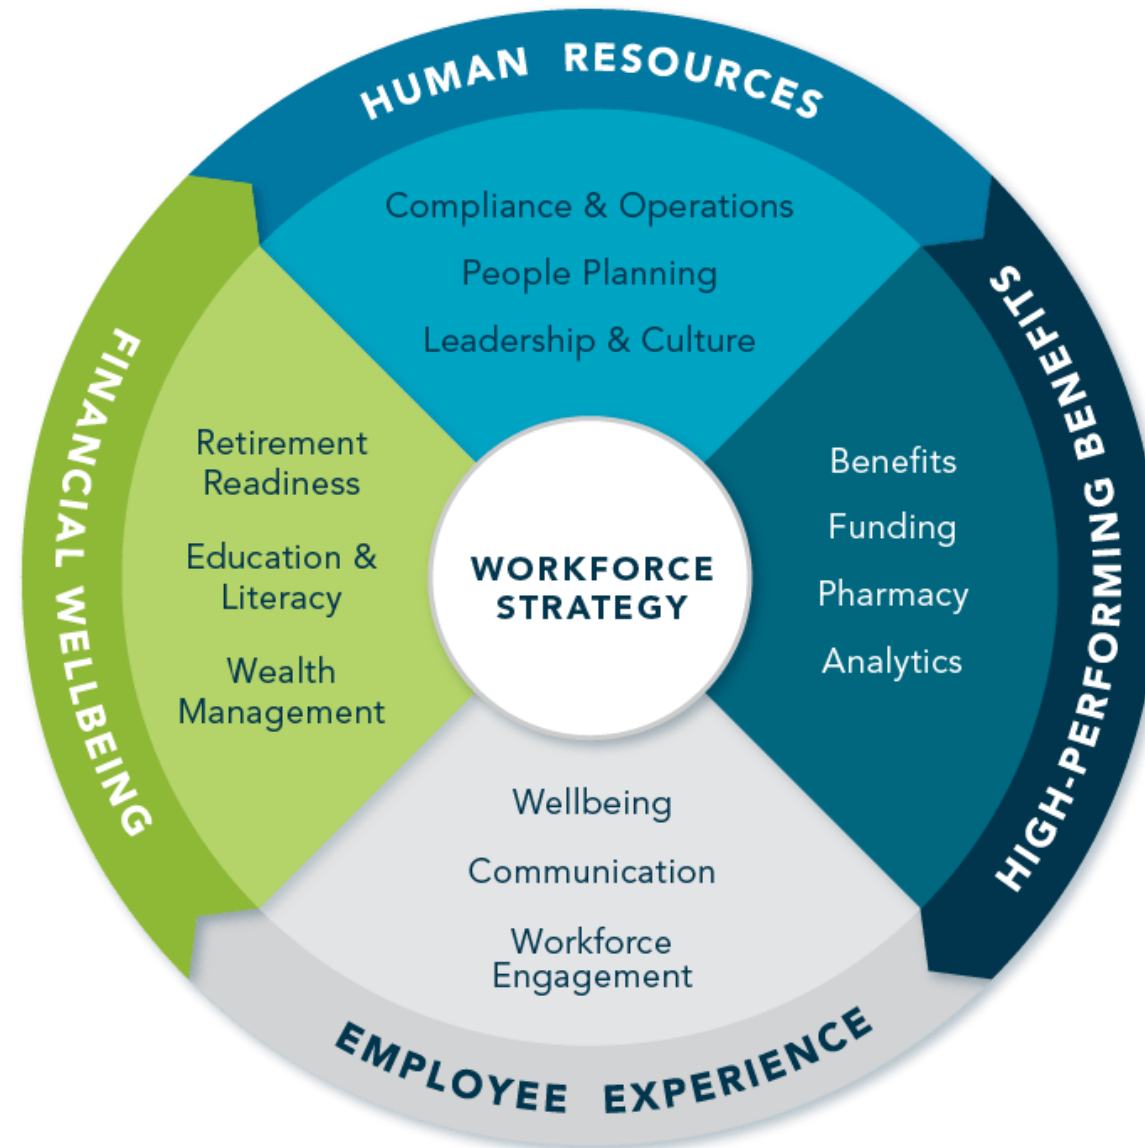 HUMAN RESOURCES
Compliance & Operations
People Planning
Leadership & Culture
HIGH-PERFORMING BENEFITS
Benefits
Funding
Pharmacy
Analytics
EMPLOYEE EXPERIENCE
Wellbeing
Communication
Workforce
Engagement
FINANCIAL WELLBEING
Retirement
Readiness
Education &
Literacy
Wealth
Management
WORKFORCE
STRATEGY